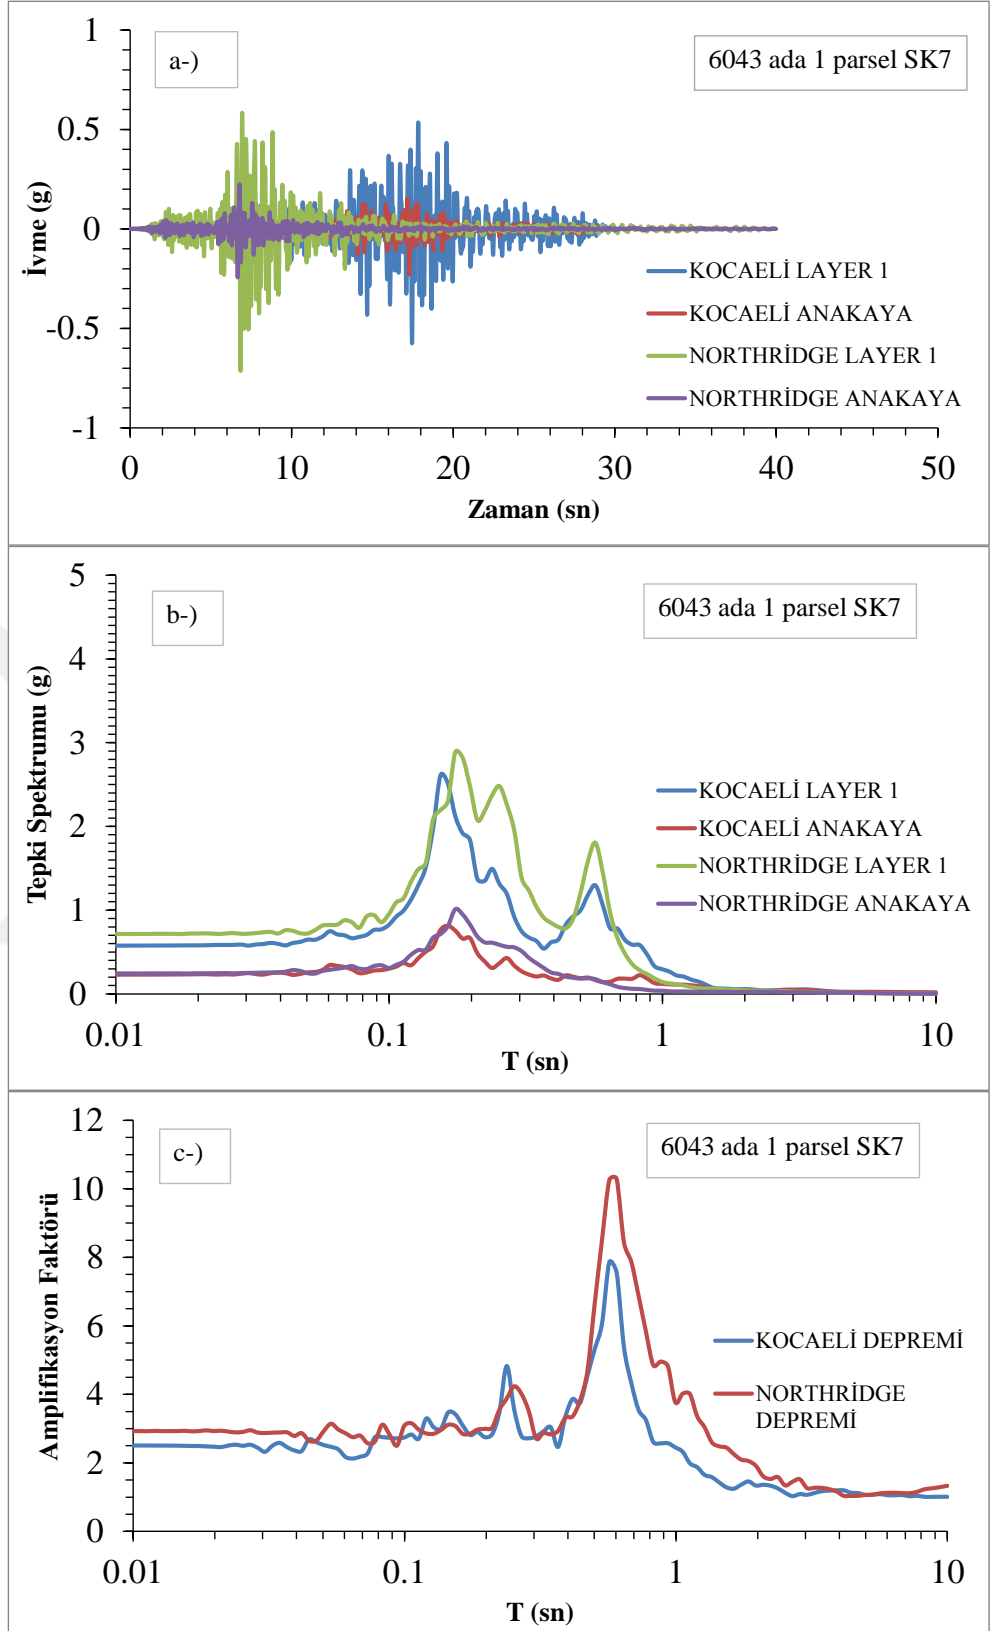 1
0.5
0
-0.5
-1
İvme (g)
a-)
6043 ada 1 parsel SK7
KOCAELİ LAYER 1
KOCAELİ ANAKAYA
NORTHRİDGE LAYER 1
NORTHRİDGE ANAKAYA
0 10 20 30 40 50
Zaman (sn)
5
4
3
2
1
0
Tepki Spektrumu (g)
b-)
6043 ada 1 parsel SK7
KOCAELİ LAYER 1
KOCAELİ ANAKAYA
NORTHRİDGE LAYER 1
NORTHRİDGE ANAKAYA
0.01 0.1 1 10
T (sn)
12
10
8
6
4
2
0
Amplifikasyon Faktörü
c-)
6043 ada 1 parsel SK7
KOCAELİ DEPREMİ
NORTHRİDGE
DEPREMİ
0.01 0.1 1 10
T (sn)